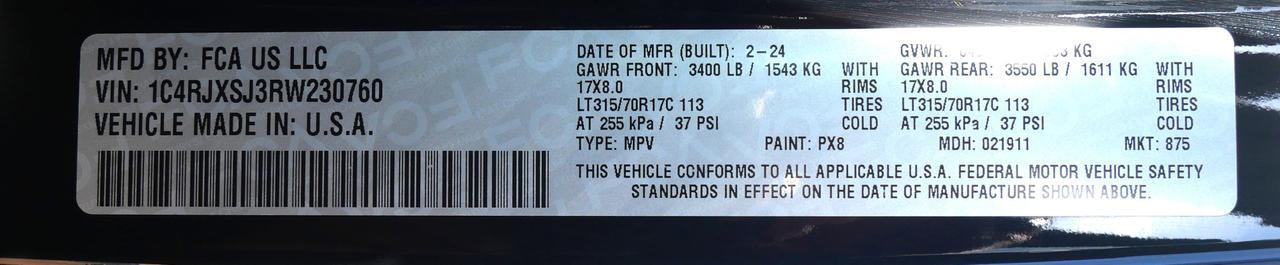 MFD BY: FCA US LLC
VIN: 1C4RJXSJ3RW230760
VEHICLE MADE IN: U.S.A.
DATE OF MFR (BUILT): 2-24 GVWR: KG
GAWR FRONT: 3400 LB / 1543 KG WITH GAWR REAR: 3550 LB / 1611 KG WITH
17X8.0 RIMS 17X8.0 RIMS
LT315/70R17C 113 TIRES LT315/70R17C 113 TIRES
AT 255 kPa / 37 PSI COLD AT 255 kPa / 37 PSI COLD
TYPE: MPV PAINT: PX8 MDH: 021911 MKT: 875
THIS VEHICLE CONFORMS TO ALL APPLICABLE U.S.A. FEDERAL MOTOR VEHICLE SAFETY
STANDARDS IN EFFECT ON THE DATE OF MANUFACTURE SHOWN ABOVE.